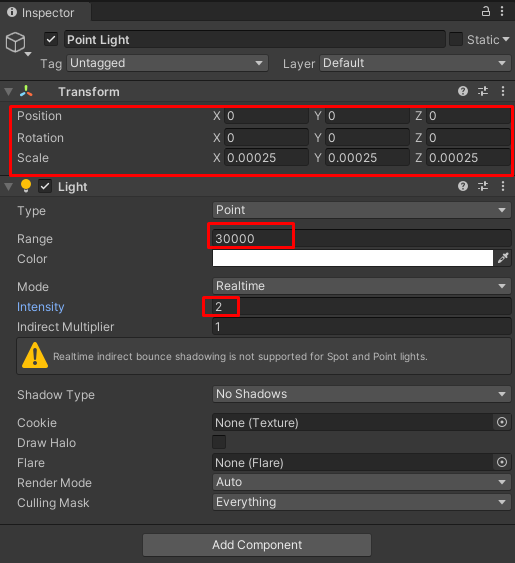 Inspector
Point Light Static
Tag Untagged Layer Default
Transform
Position X 0 Y 0 Z 0
Rotation X 0 Y 0 Z 0
Scale X 0.00025 Y 0.00025 Z 0.00025
Light
Type Point
Range 30000
Color
Mode Realtime
Intensity 2
Indirect Multiplier 1
Realtime indirect bounce shadowing is not supported for Spot and Point lights.
Shadow Type No Shadows
Cookie None (Texture)
Draw Halo
Flare None (Flare)
Render Mode Auto
Culling Mask Everything
Add Component